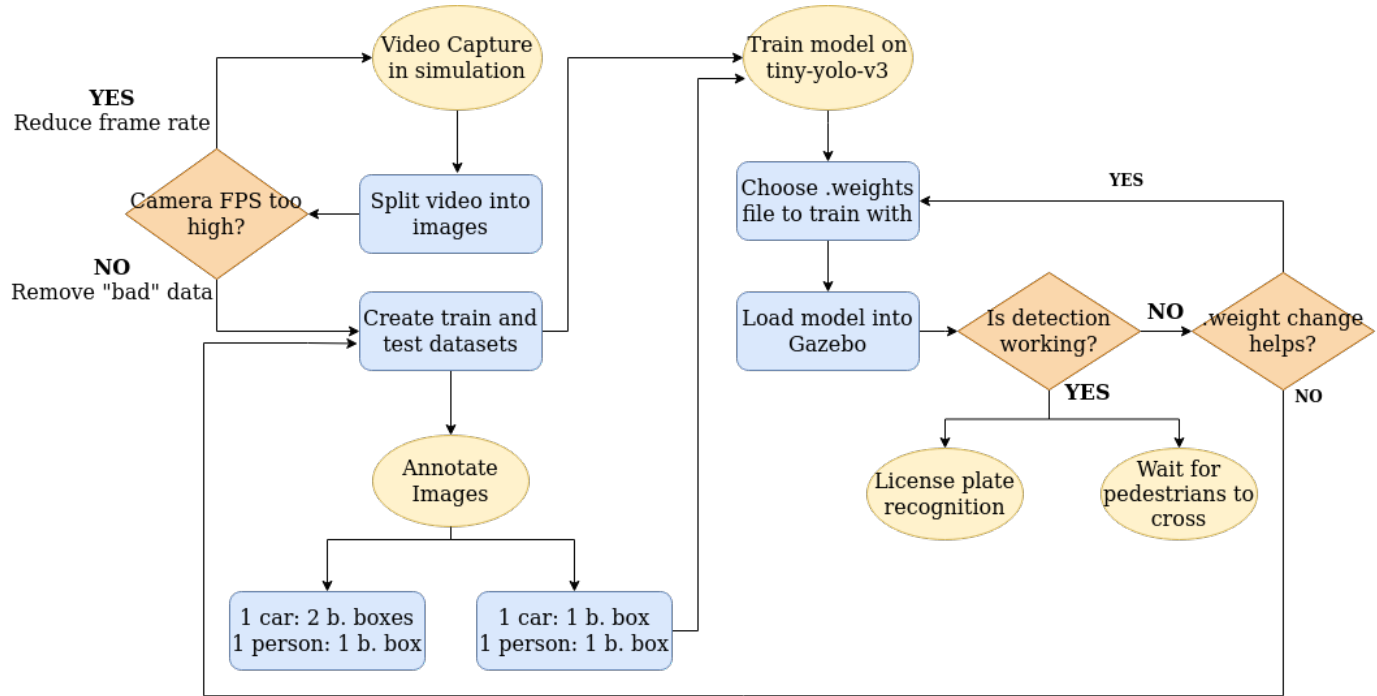 Video Capture
in simulation
Train model on
tiny-yolo-v3
YES
Reduce frame rate
Camera FPS too
high?
Split video into
images
Choose .weights
file to train with
YES
NO
Remove "bad" data
Create train and
test datasets
Load model into
Gazebo
Is detection
working?
NO
.weight change
helps?
YES
NO
Annotate
Images
License plate
recognition
Wait for
pedestrians to
cross
1 car: 2 b. boxes
1 person: 1 b. box
1 car: 1 b. box
1 person: 1 b. box